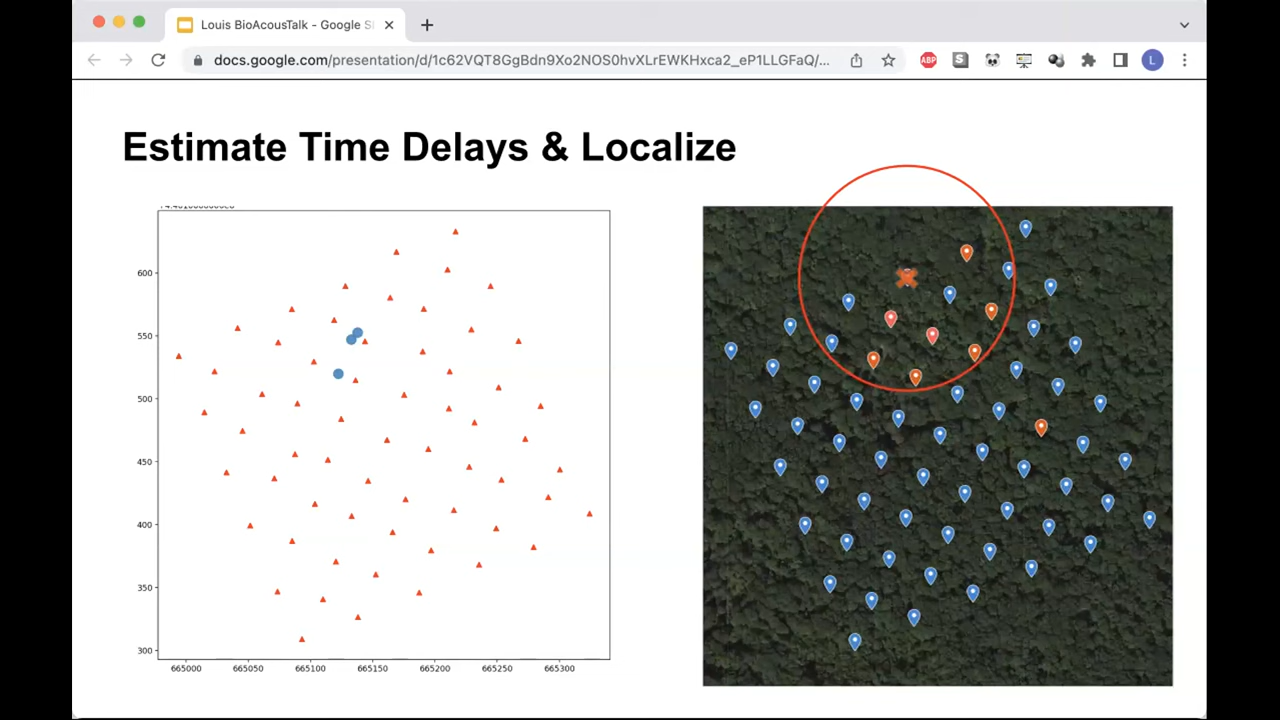 Louis BioAcousTalk - Google S
docs.google.com/presentation/d/1c62VQT8GgBdn9Xo2NOS0hvXLrEWKHxca2_eP1LLGFaQ/...
ABP
S
L
Estimate Time Delays & Localize
600
550
500
450
400
350
300
665000 665050 665100 665150 665200 665250 665300